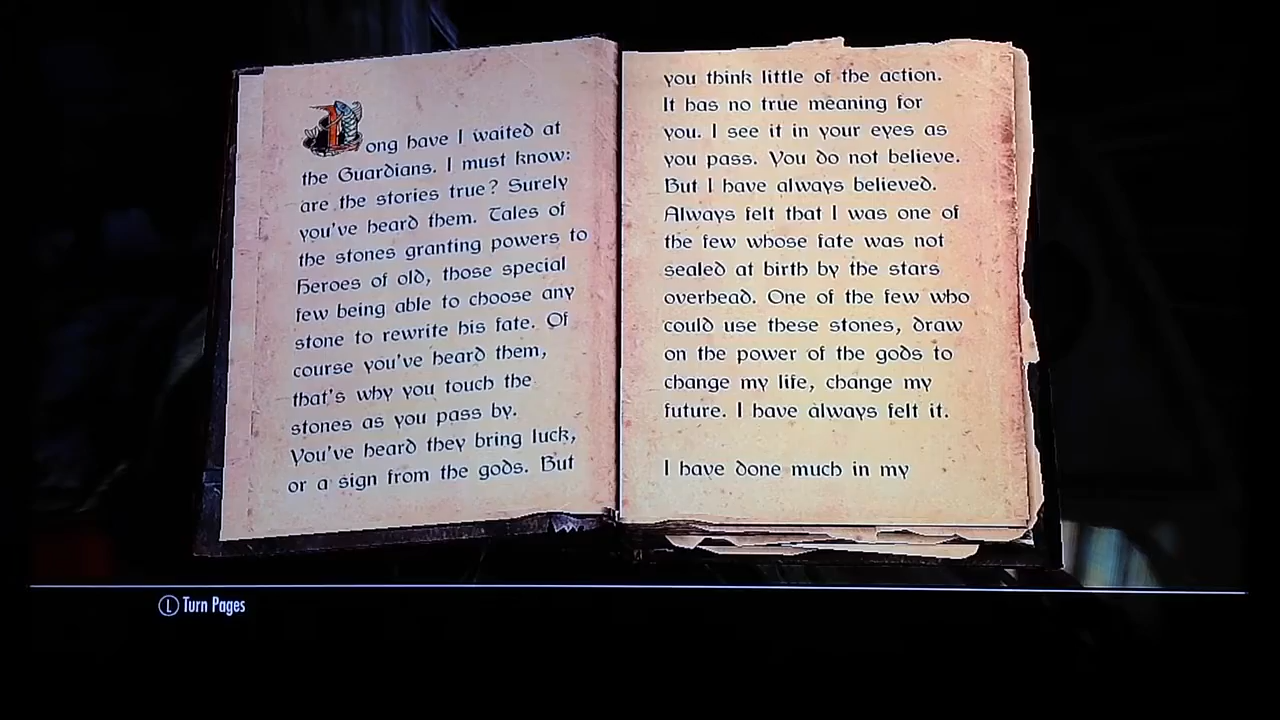 Long have I waited at
the Guardians. I must know:
are the stories true? Surely
you've heard them. Tales of
the stones granting powers to
Heroes of old, those special
few being able to choose any
stone to rewrite his fate. Of
course you've heard them,
that's why you touch the
stones as you pass by.
You've heard they bring luck,
or a sign from the gods. But
you think little of the action.
It has no true meaning for
you. I see it in your eyes as
you pass. You do not believe.
But I have always believed.
Always felt that I was one of
the few whose fate was not
sealed at birth by the stars
overhead. One of the few who
could use these stones, draw
on the power of the gods to
change my life, change my
future. I have always felt it.
I have done much in my
L Turn Pages